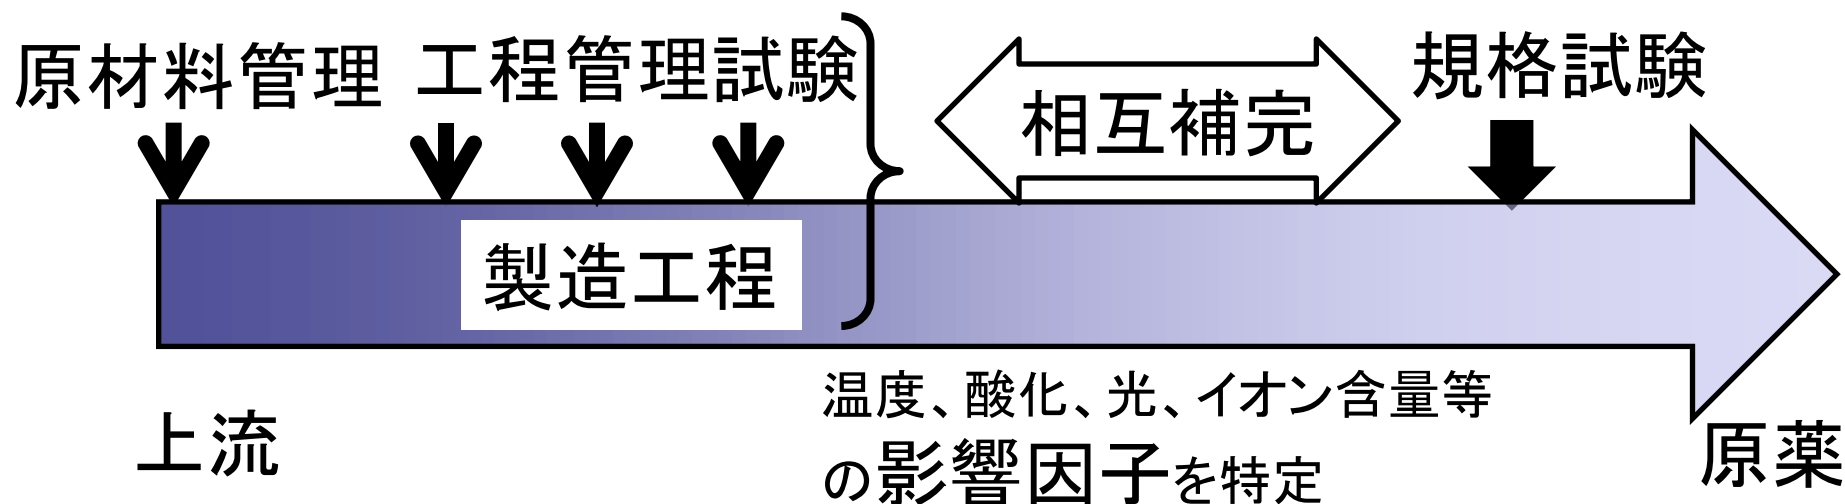 原材料管理
工程管理試験
相互補完
規格試験
製造工程
温度、酸化、光、イオン含量等
の影響因子を特定
上流
原薬